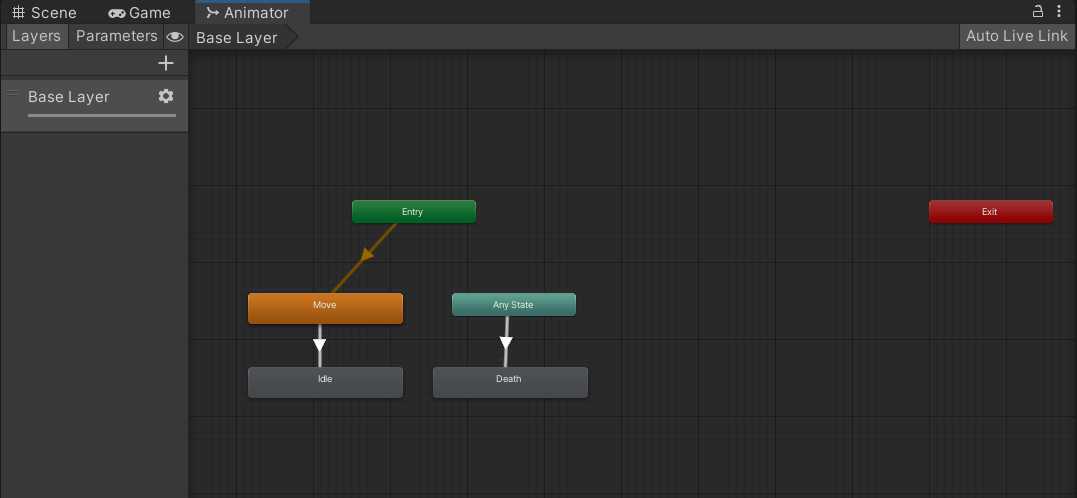 Scene Game Animator
Layers Parameters Base Layer Auto Live Link
Base Layer
Entry Exit
Move Any State
Idle Death